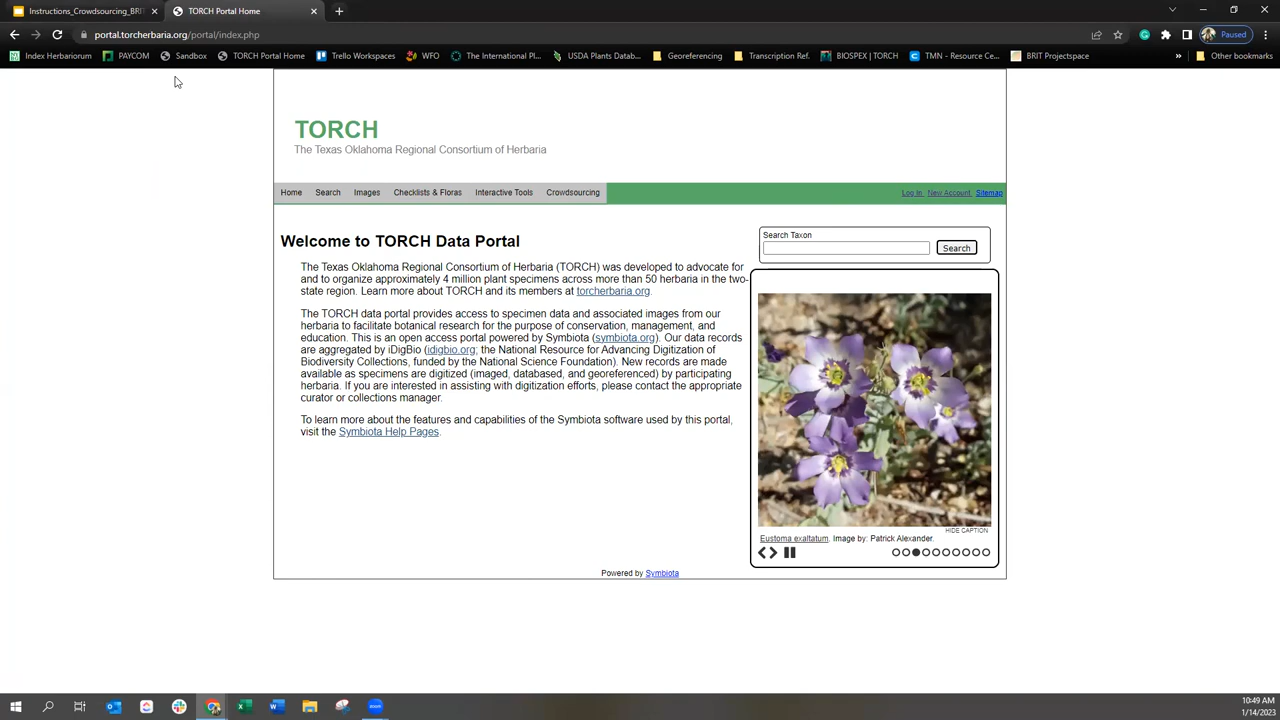 Instructions_Crowdsourcing_BRIT
TORCH Portal Home
portal.torcherbaria.org/portal/index.php
Paused
Index Herbariorum
PAYCOM
Sandbox
TORCH Portal Home
Trello Workspaces
WFO
The International Pl...
USDA Plants Datab...
Georeferencing
Transcription Ref.
BIOSPEX | TORCH
TMN - Resource Ce...
BRIT Projectspace
»
Other bookmarks
TORCH
The Texas Oklahoma Regional Consortium of Herbaria
Home Search Images Checklists & Floras Interactive Tools Crowdsourcing
Log In New Account Sitemap
Welcome to TORCH Data Portal
The Texas Oklahoma Regional Consortium of Herbaria (TORCH) was developed to advocate for
and to organize approximately 4 million plant specimens across more than 50 herbaria in the two-
state region. Learn more about TORCH and its members at torcherbaria.org.
The TORCH data portal provides access to specimen data and associated images from our
herbaria to facilitate botanical research for the purpose of conservation, management, and
education. This is an open access portal powered by Symbiota (symbiota.org). Our data records
are aggregated by iDigBio (idigbio.org; the National Resource for Advancing Digitization of
Biodiversity Collections, funded by the National Science Foundation). New records are made
available as specimens are digitized (imaged, databased, and georeferenced) by participating
herbaria. If you are interested in assisting with digitization efforts, please contact the appropriate
curator or collections manager.
To learn more about the features and capabilities of the Symbiota software used by this portal,
visit the Symbiota Help Pages.
Search Taxon
Search
HIDE CAPTION
Eustoma exaltatum. Image by: Patrick Alexander.
Powered by Symbiota
zoom
10:49 AM
1/14/2023